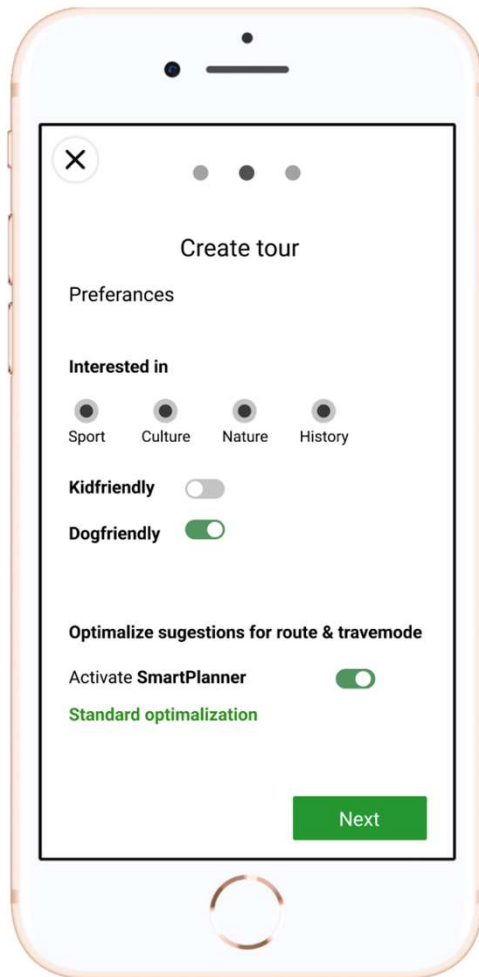 Create tour
Preferances
Interested in
Sport Culture Nature History
Kidfriendly
Dogfriendly
Optimalize sugestions for route & travemode
Activate SmartPlanner
Standard optimalization
Next